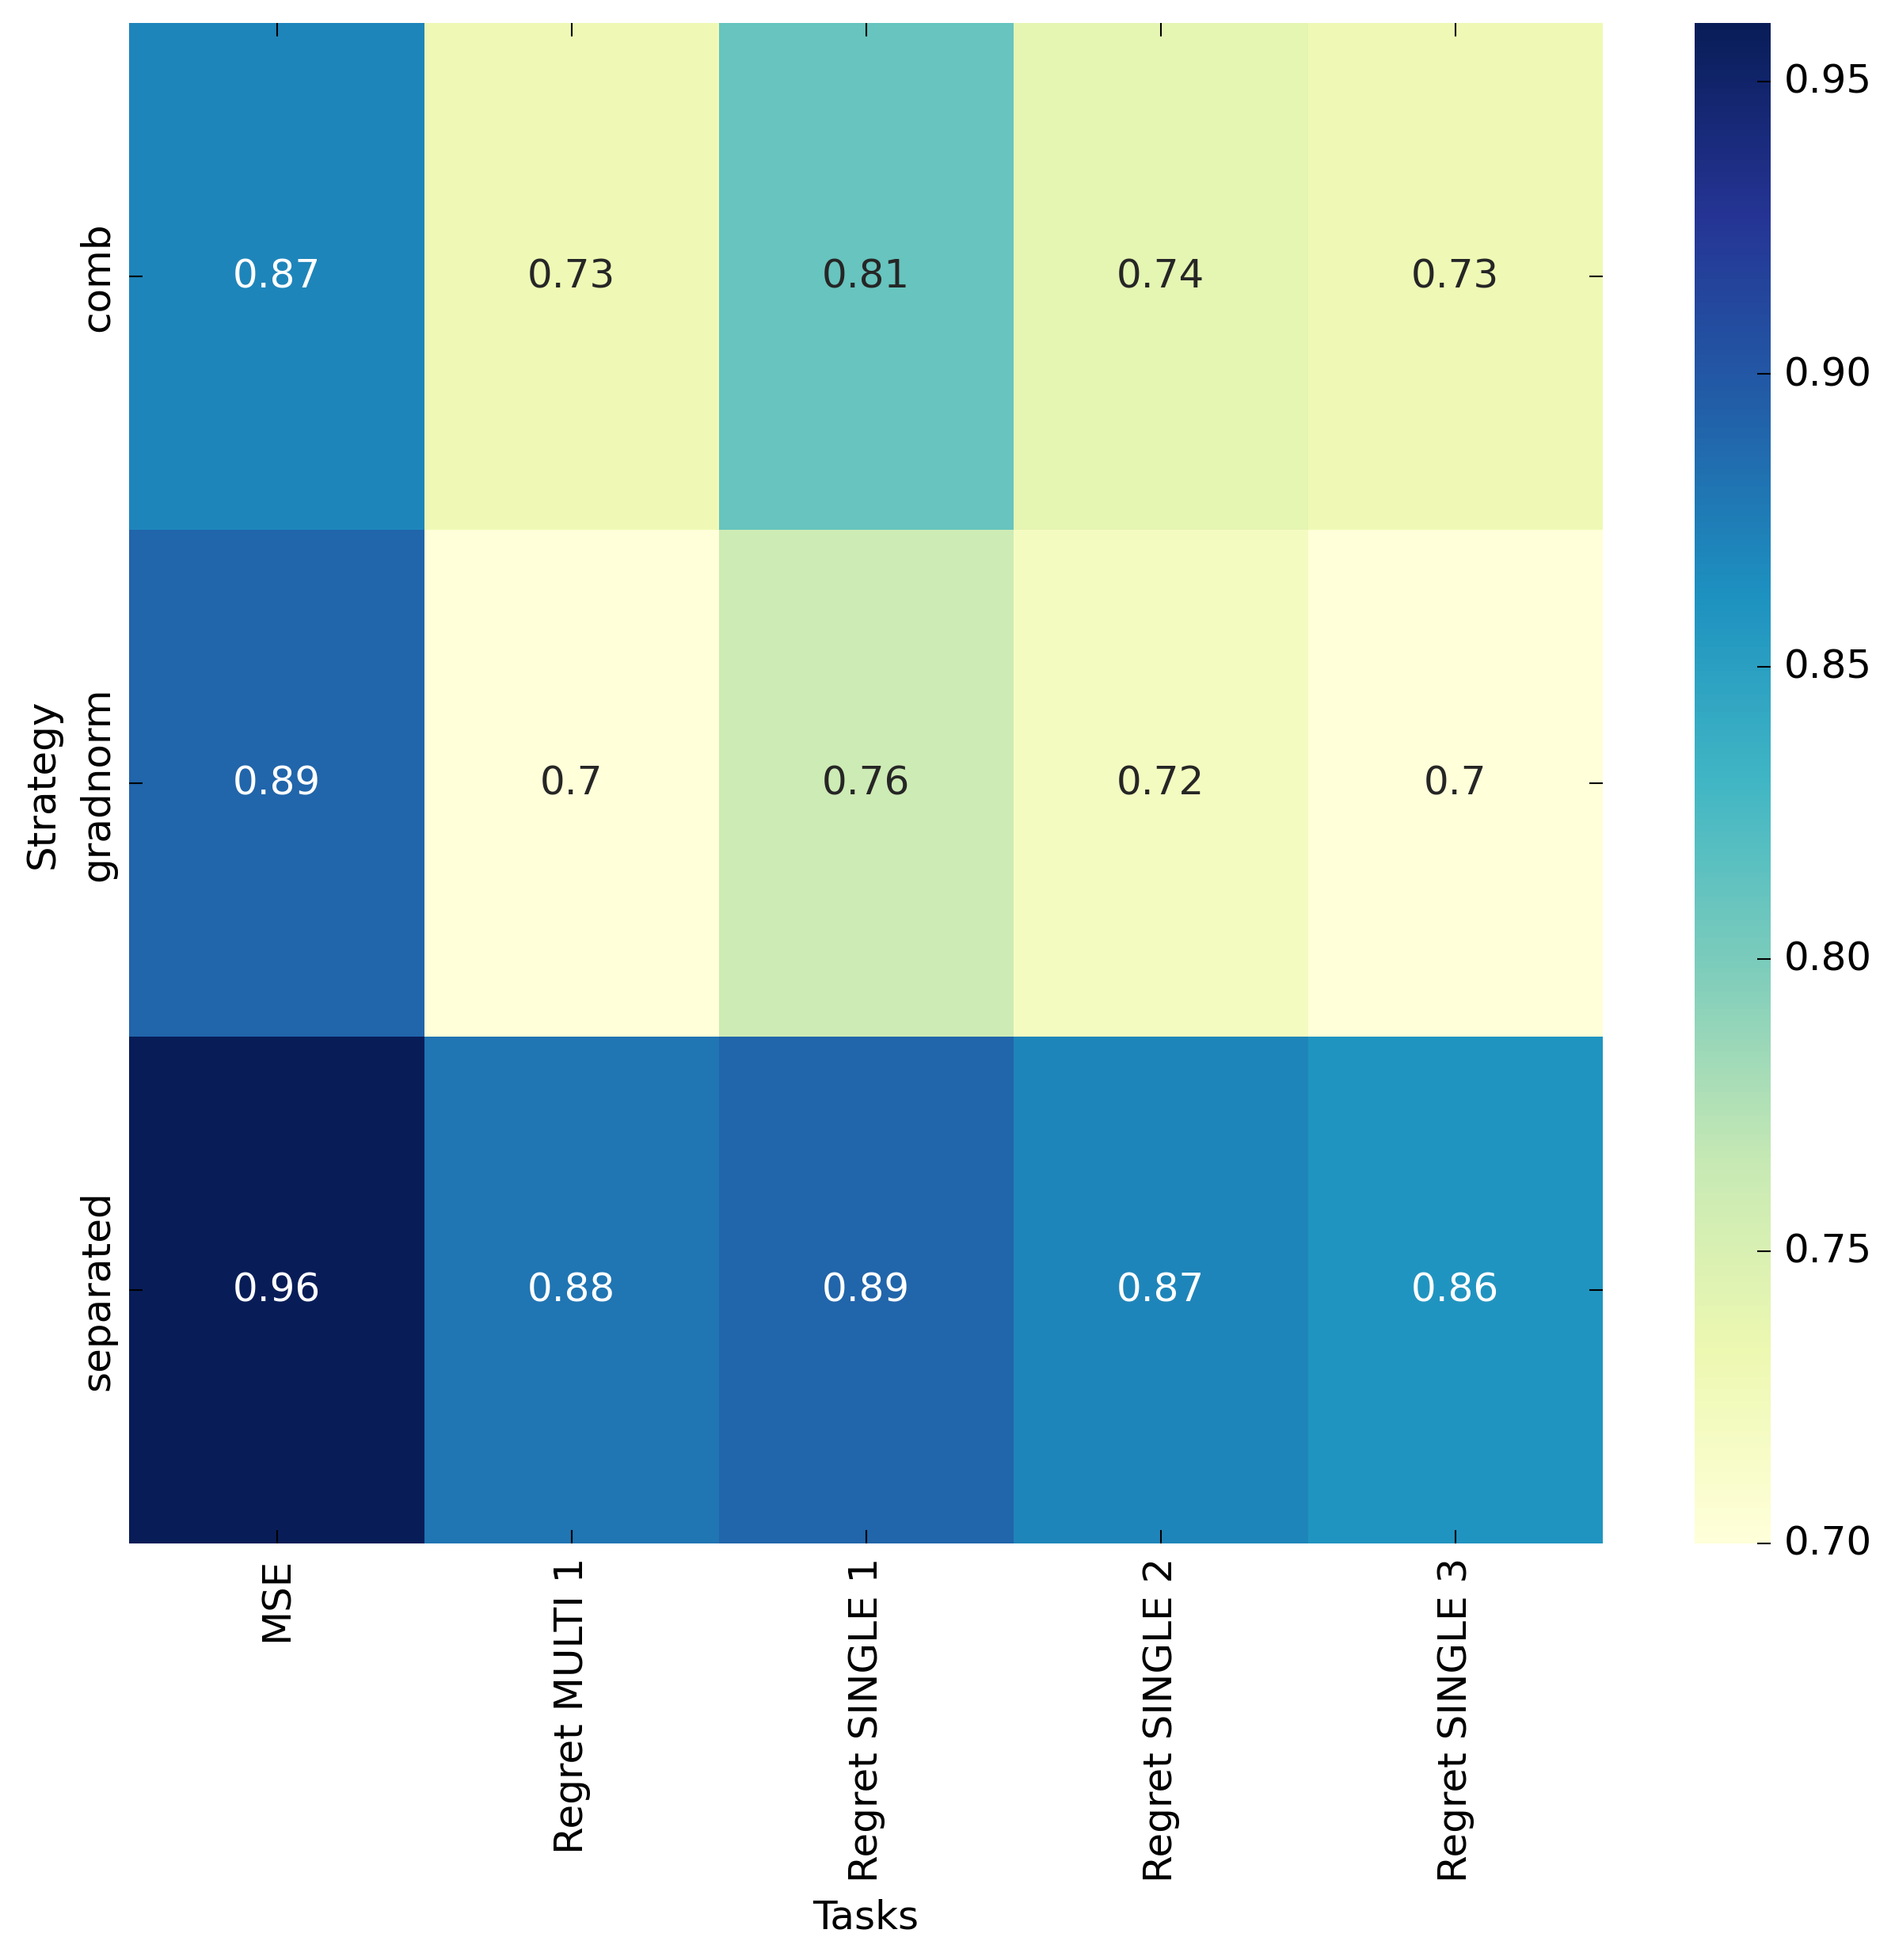 0.95
comb
0.87 0.73 0.81 0.74 0.73
0.90
0.85
Strategy
gradnorm
0.89 0.7 0.76 0.72 0.7
0.80
0.75
separated
0.96 0.88 0.89 0.87 0.86
0.70
MSE
Regret MULTI 1
Regret SINGLE 1
Regret SINGLE 2
Regret SINGLE 3
Tasks